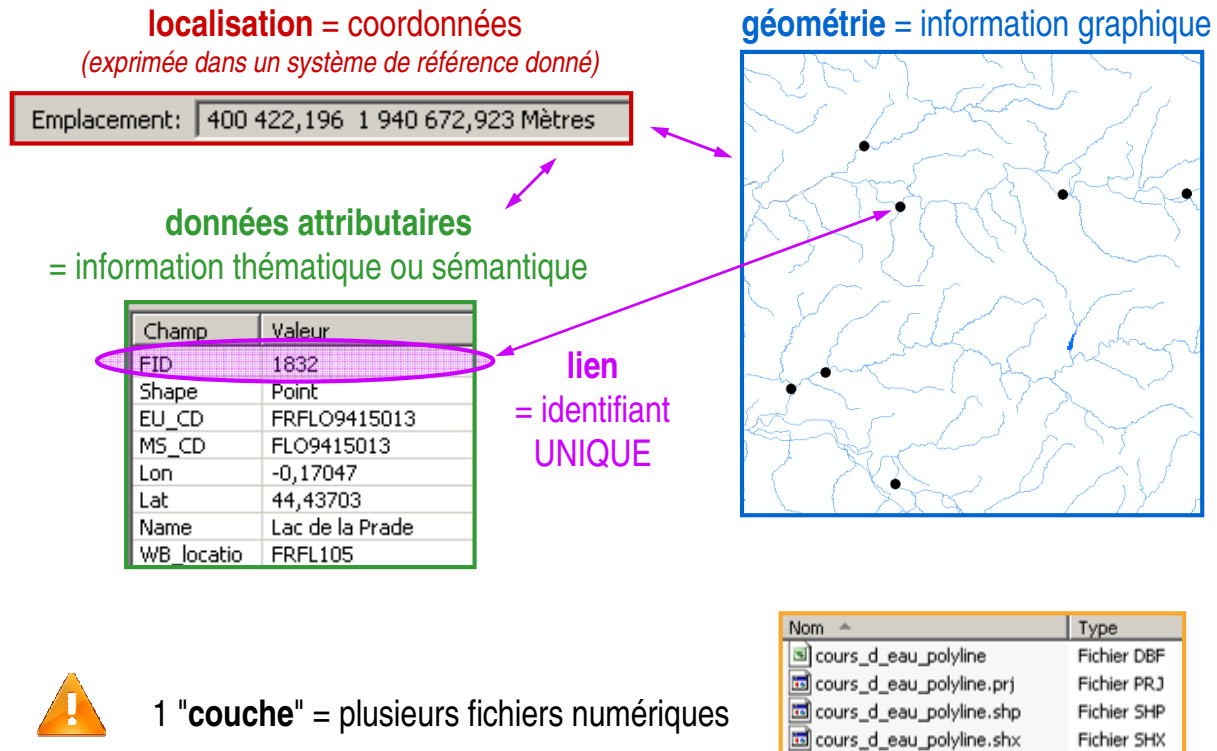 localisation = coordonnées
(exprimée dans un système de référence donné)
Emplacement: 400 422,196 1 940 672,923 Mètres
géométrie = information graphique
données attributaires
= information thématique ou sémantique
Champ Valeur
FID 1832
Shape Point
EU_CD FRFLO9415013
MS_CD FLO9415013
Lon -0,17047
Lat 44,43703
Name Lac de la Prade
WB_locatio FRFL105
lien
= identifiant
UNIQUE
1 "couche" = plusieurs fichiers numériques
Nom Type
cours_d_eau_polyline Fichier DBF
cours_d_eau_polyline.prj Fichier PRJ
cours_d_eau_polyline.shp Fichier SHP
cours_d_eau_polyline.shx Fichier SHX